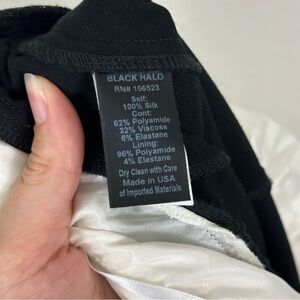 BLACK HALO
RN# 156523
Self:
100% Silk
Cont:
62% Polyamide
32% Viscose
6% Elastane
Lining:
96% Polyamide
4% Elastane
Dry Clean with Care
Made in USA
of Imported Materials